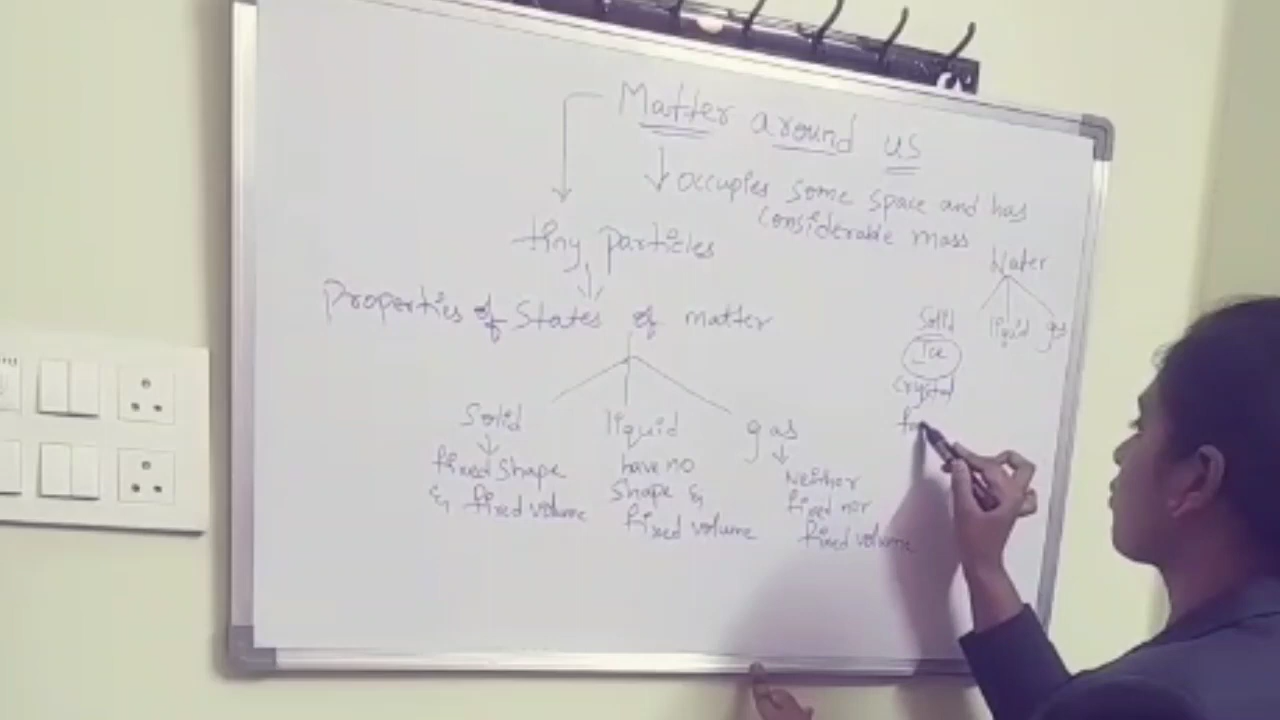 Matter around us
occupies some space and has
considerable mass
tiny particles
Properties of States of matter
Solid
fixed shape
& fixed volume
liquid
have no
shape &
fixed volume
gas
Neither
fixed nor
fixed volume
Water
Solid
liquid
gas
Ice
crystal